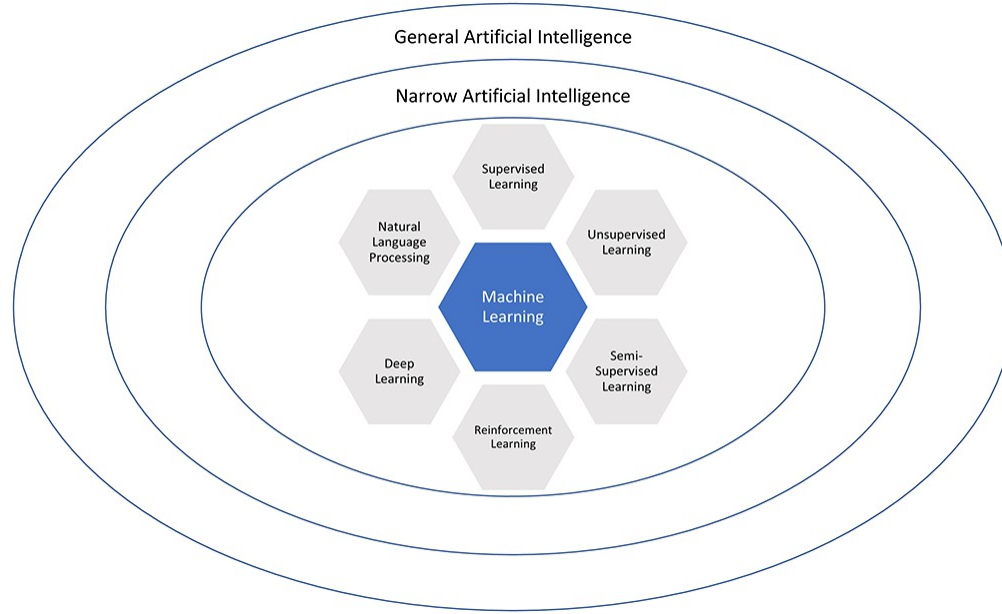 General Artificial Intelligence
Narrow Artificial Intelligence
Supervised
Learning
Natural
Language
Processing
Unsupervised
Learning
Machine
Learning
Deep
Learning
Semi-
Supervised
Learning
Reinforcement
Learning